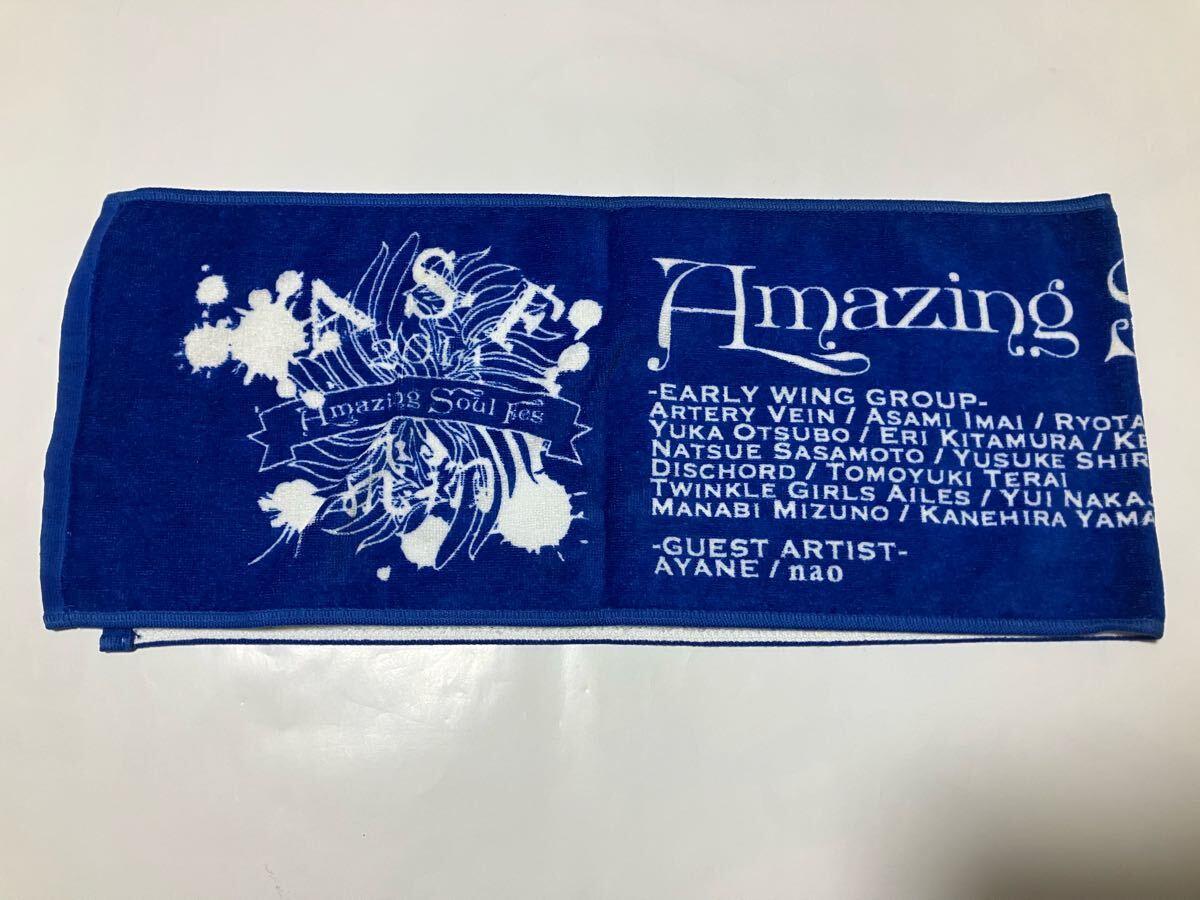 A.S.F
2011
Amazing Soul Fes
Amazing S
-EARLY WING GROUP-
ARTERY VEIN / ASAMI IMAI / RYOTA
YUKA OTSUBO / ERI KITAMURA / KE
NATSUE SASAMOTO / YUSUKE SHIR
DISCHORD / TOMOYUKI TERAI
TWINKLE GIRLS AILES / YUI NAKAJ
MANABI MIZUNO / KANEHIRA YAMA
-GUEST ARTIST-
AYANE / nao